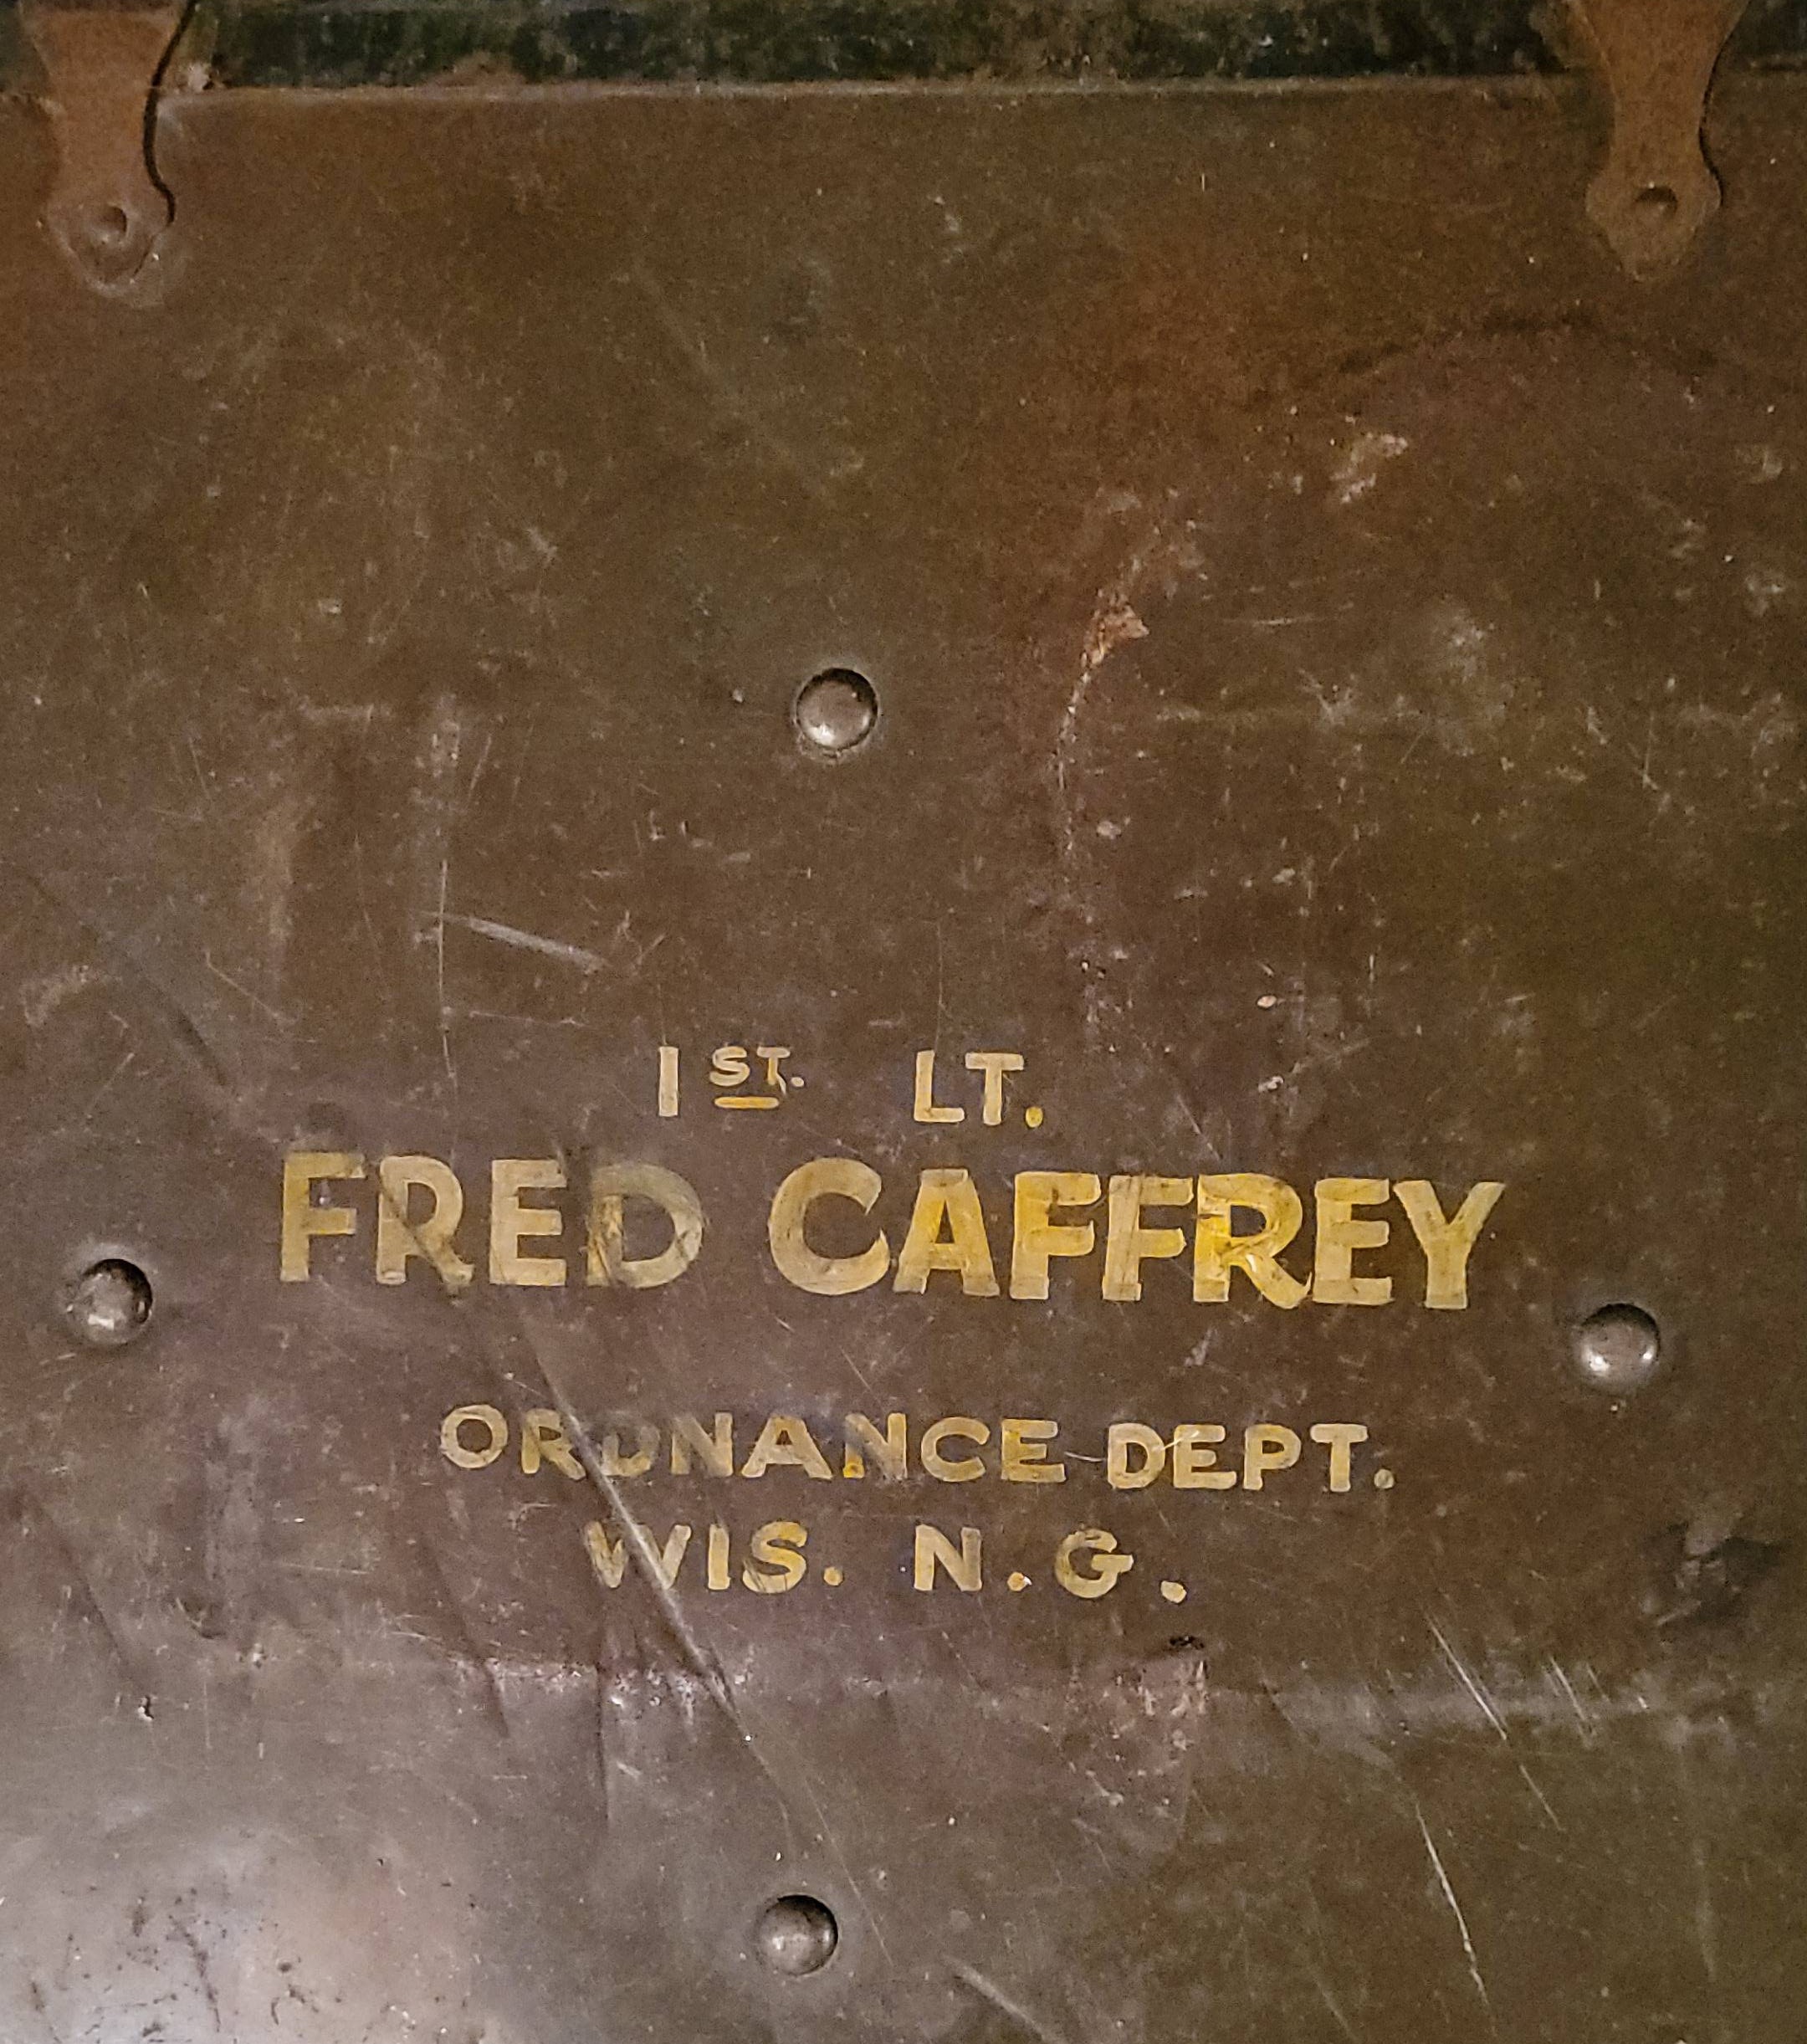 1ST. LT.
FRED CAFFREY
ORDNANCE DEPT.
WIS. N.G.